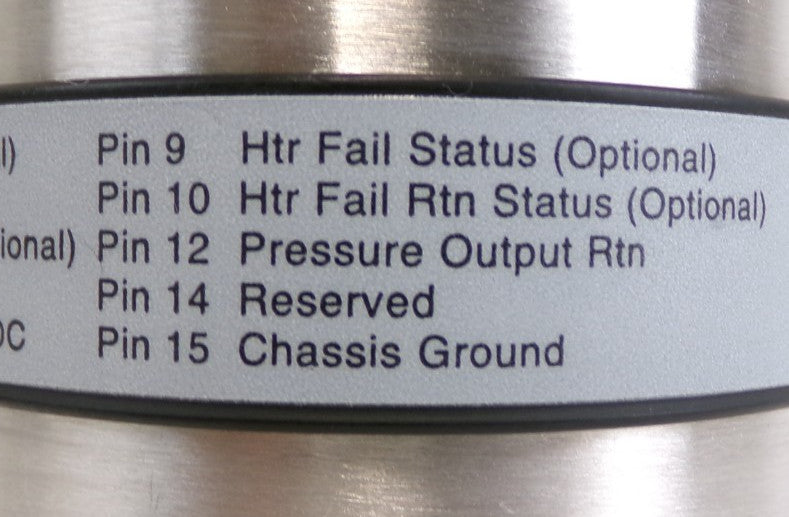 l) Pin 9 Htr Fail Status (Optional)
Pin 10 Htr Fail Rtn Status (Optional)
ional) Pin 12 Pressure Output Rtn
Pin 14 Reserved
DC Pin 15 Chassis Ground